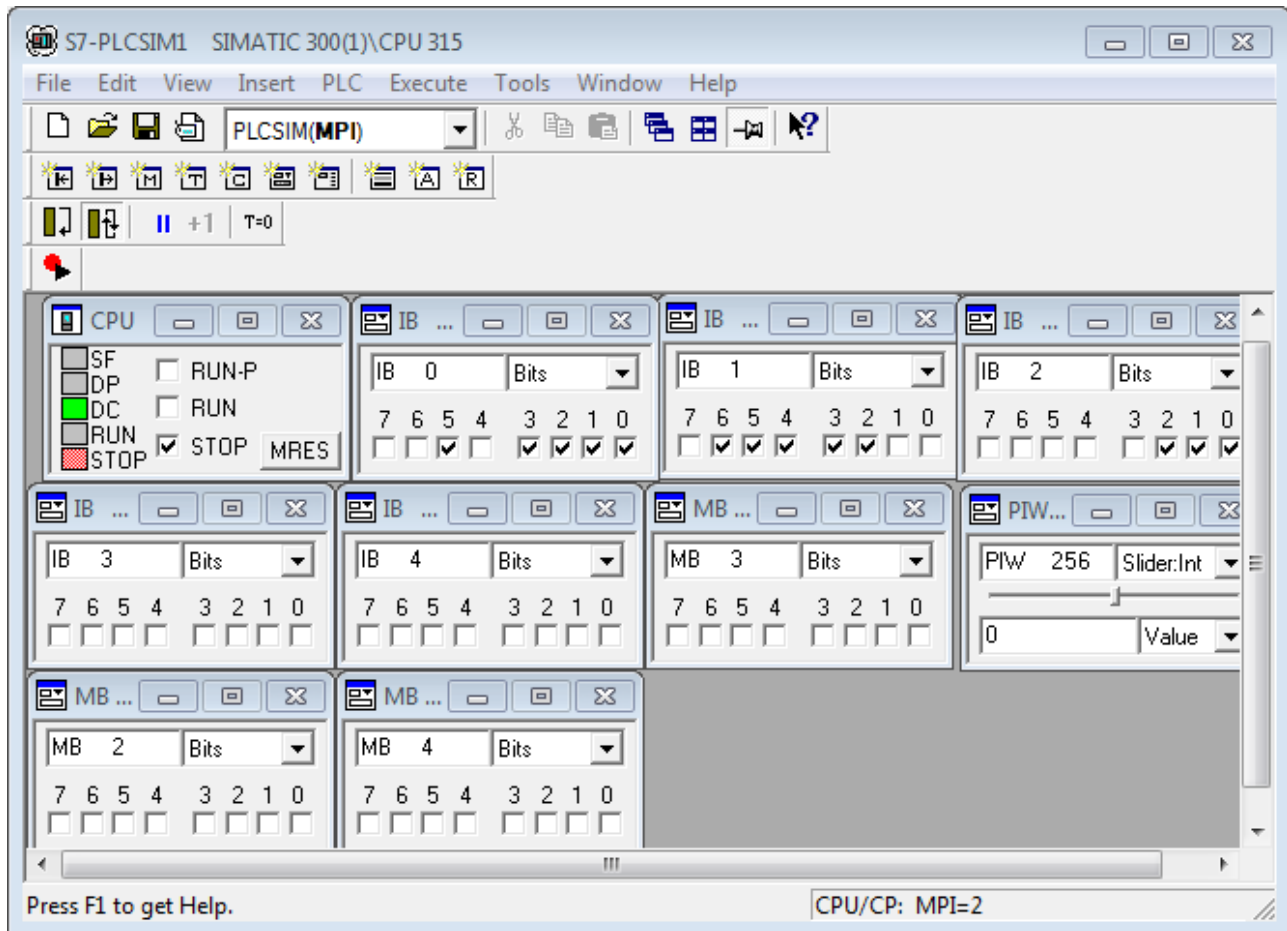 S7-PLCSIM1 SIMATIC 300(1)\CPU 315
File Edit View Insert PLC Execute Tools Window Help
PLCSIM(MPI)
M T C A R
+1 T=0
CPU
SF
DP
DC
RUN
STOP
RUN-P
RUN
STOP MRES
IB ...
IB 0 Bits
7 6 5 4 3 2 1 0
IB ...
IB 1 Bits
7 6 5 4 3 2 1 0
IB ...
IB 2 Bits
7 6 5 4 3 2 1 0
IB ...
IB 3 Bits
7 6 5 4 3 2 1 0
IB ...
IB 4 Bits
7 6 5 4 3 2 1 0
MB ...
MB 3 Bits
7 6 5 4 3 2 1 0
PIW...
PIW 256 Slider:Int
0 Value
MB ...
MB 2 Bits
7 6 5 4 3 2 1 0
MB ...
MB 4 Bits
7 6 5 4 3 2 1 0
Press F1 to get Help. CPU/CP: MPI=2